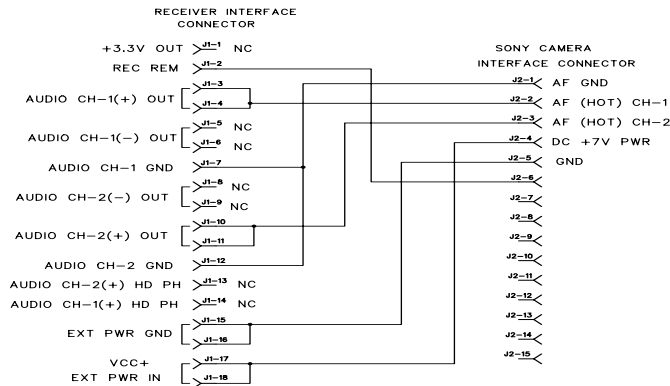 RECEIVER INTERFACE
CONNECTOR
+3.3V OUT J1-1 NC
REC REM J1-2
AUDIO CH-1(+) OUT
J1-3
J1-4
AUDIO CH-1(-) OUT
J1-5 NC
J1-6 NC
AUDIO CH-1 GND J1-7
AUDIO CH-2(-) OUT
J1-8 NC
J1-9 NC
AUDIO CH-2(+) OUT
J1-10
J1-11
AUDIO CH-2 GND J1-12
AUDIO CH-2(+) HD PH J1-13 NC
AUDIO CH-1(+) HD PH J1-14 NC
EXT PWR GND
J1-15
J1-16
VCC+
EXT PWR IN
J1-17
J1-18
SONY CAMERA
INTERFACE CONNECTOR
J2-1 AF GND
J2-2 AF (HOT) CH-1
J2-3 AF (HOT) CH-2
J2-4 DC +7V PWR
J2-5 GND
J2-6
J2-7
J2-8
J2-9
J2-10
J2-11
J2-12
J2-13
J2-14
J2-15